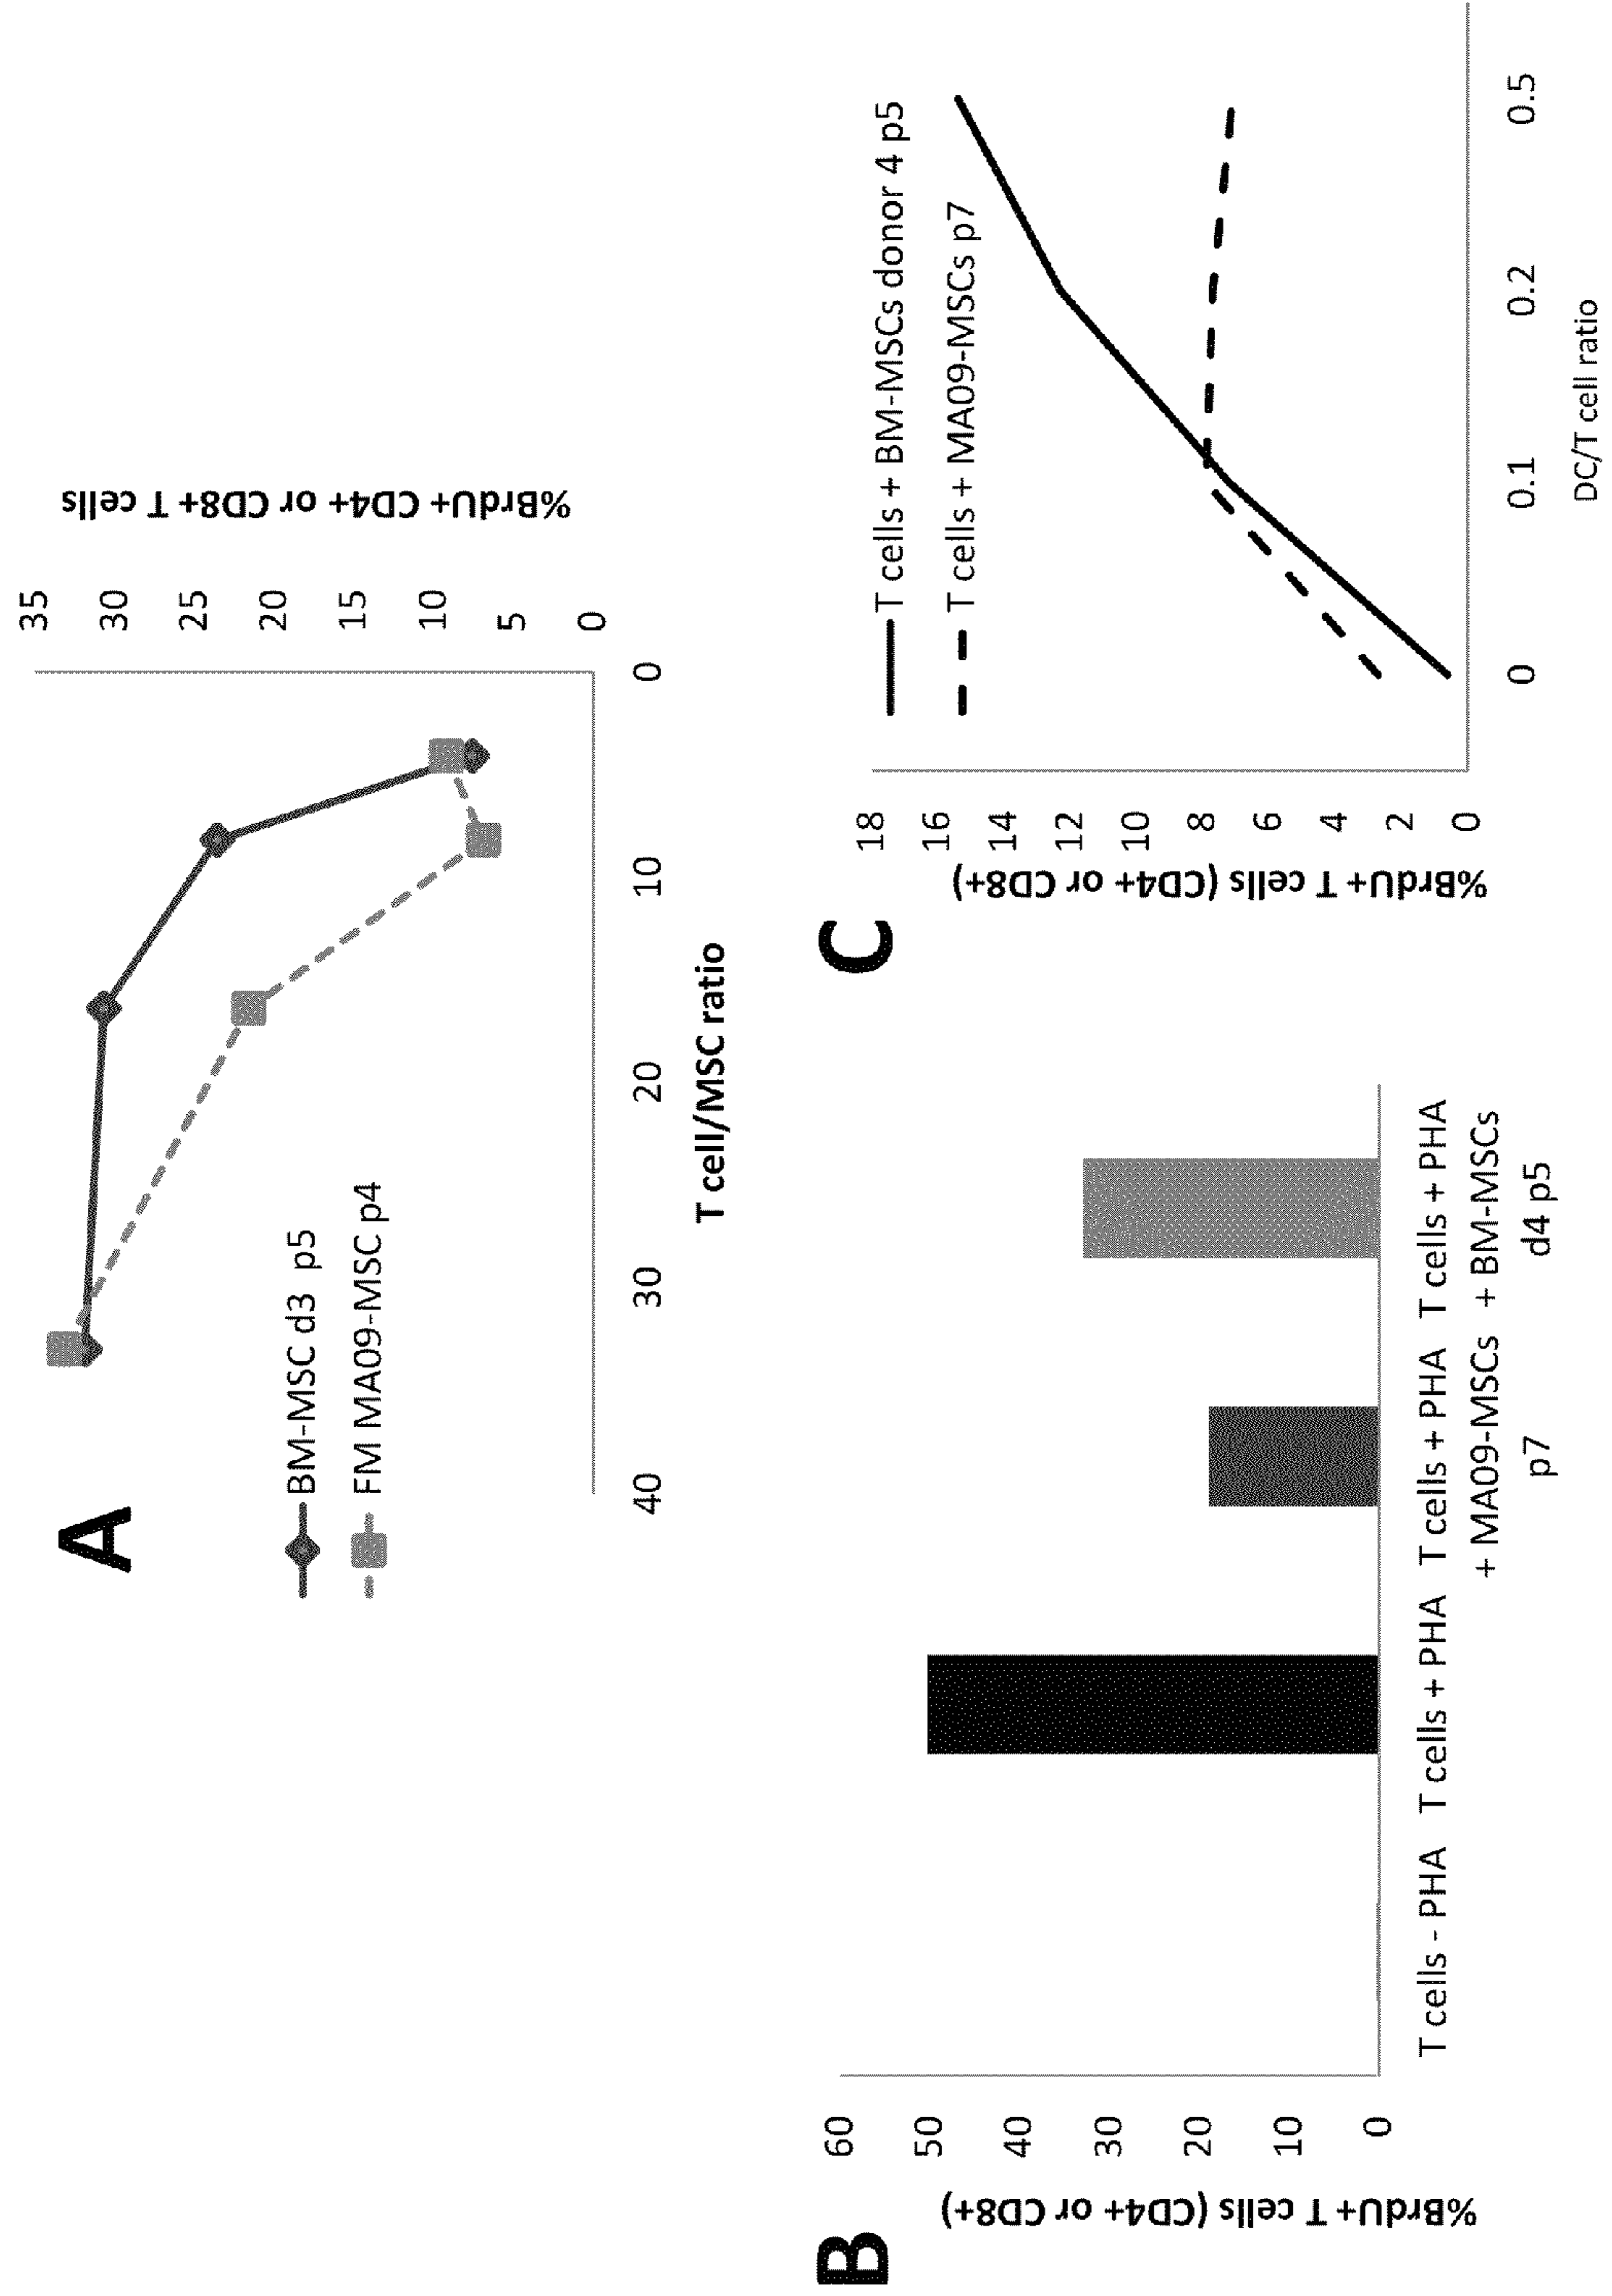 A
BM-MSC d3 p5
FM MA09-MSC p4
35
30
25
20
15
10
5
0
%BrdU+ CD4+ or CD8+ T cells
40
30
20
10
0
T cell/MSC ratio
B
%BrdU+ T cells (CD4+ or CD8+)
60
50
40
30
20
10
0
T cells - PHA
T cells + PHA
T cells + PHA
+ MA09-MSCs
p7
T cells + PHA
+ BM-MSCs
d4 p5
C
%BrdU+ T cells (CD4+ or CD8+)
18
16
14
12
10
8
6
4
2
0
T cells + BM-MSCs donor 4 p5
T cells + MA09-MSCs p7
0
0.1
0.2
0.5
DC/T cell ratio